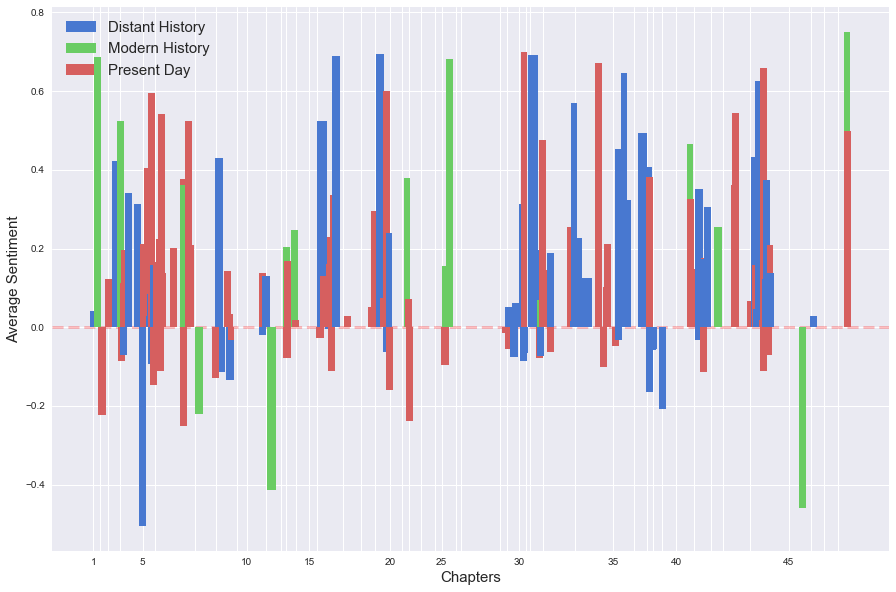 Distant History
Modern History
Present Day
Average Sentiment
0.8
0.6
0.4
0.2
0.0
−0.2
−0.4
1 5 10 15 20 25 30 35 40 45
Chapters